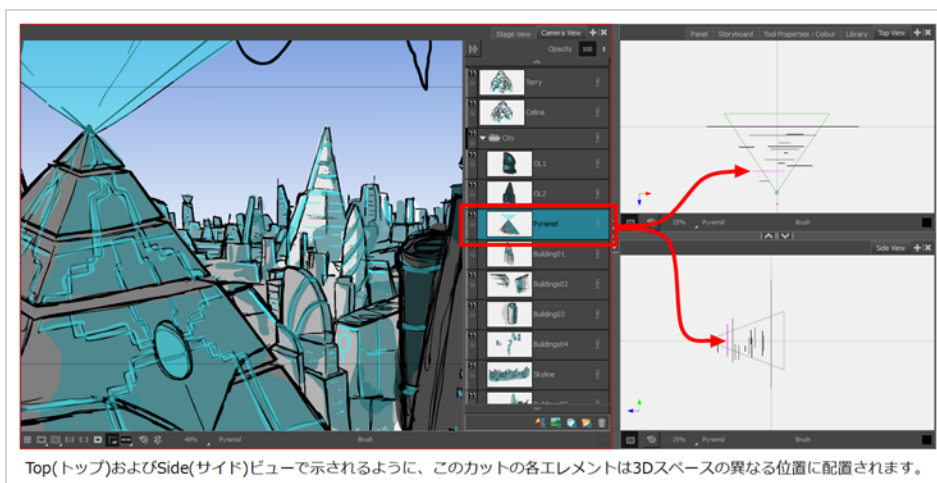 Stage View Camera View
Opacity 100
Terry
Celina
City
OL1
OL2
Pyramid
Building01
Buildings02
Building03
Buildings04
Skyline
40% Pyramid Brush
Panel Storyboard Tool Properties : Colour Library Top View
25% Pyramid Brush
Side View
25% Pyramid Brush
Top(トップ)およびSide(サイド)ビューで示されるように、このカットの各エレメントは3Dスペースの異なる位置に配置されます。